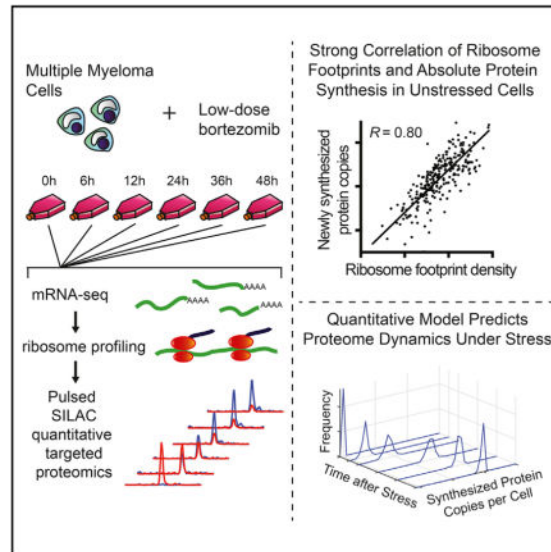 Multiple Myeloma
Cells
+
Low-dose
bortezomib
0h 6h 12h 24h 36h 48h
mRNA-seq
AAAA
AAAA
AAAA
ribosome profiling
Pulsed
SILAC
quantitative
targeted
proteomics
Strong Correlation of Ribosome
Footprints and Absolute Protein
Synthesis in Unstressed Cells
R = 0.80
Newly synthesized
protein copies
Ribosome footprint density
Quantitative Model Predicts
Proteome Dynamics Under Stress
Frequency
Time after Stress
Synthesized Protein
Copies per Cell